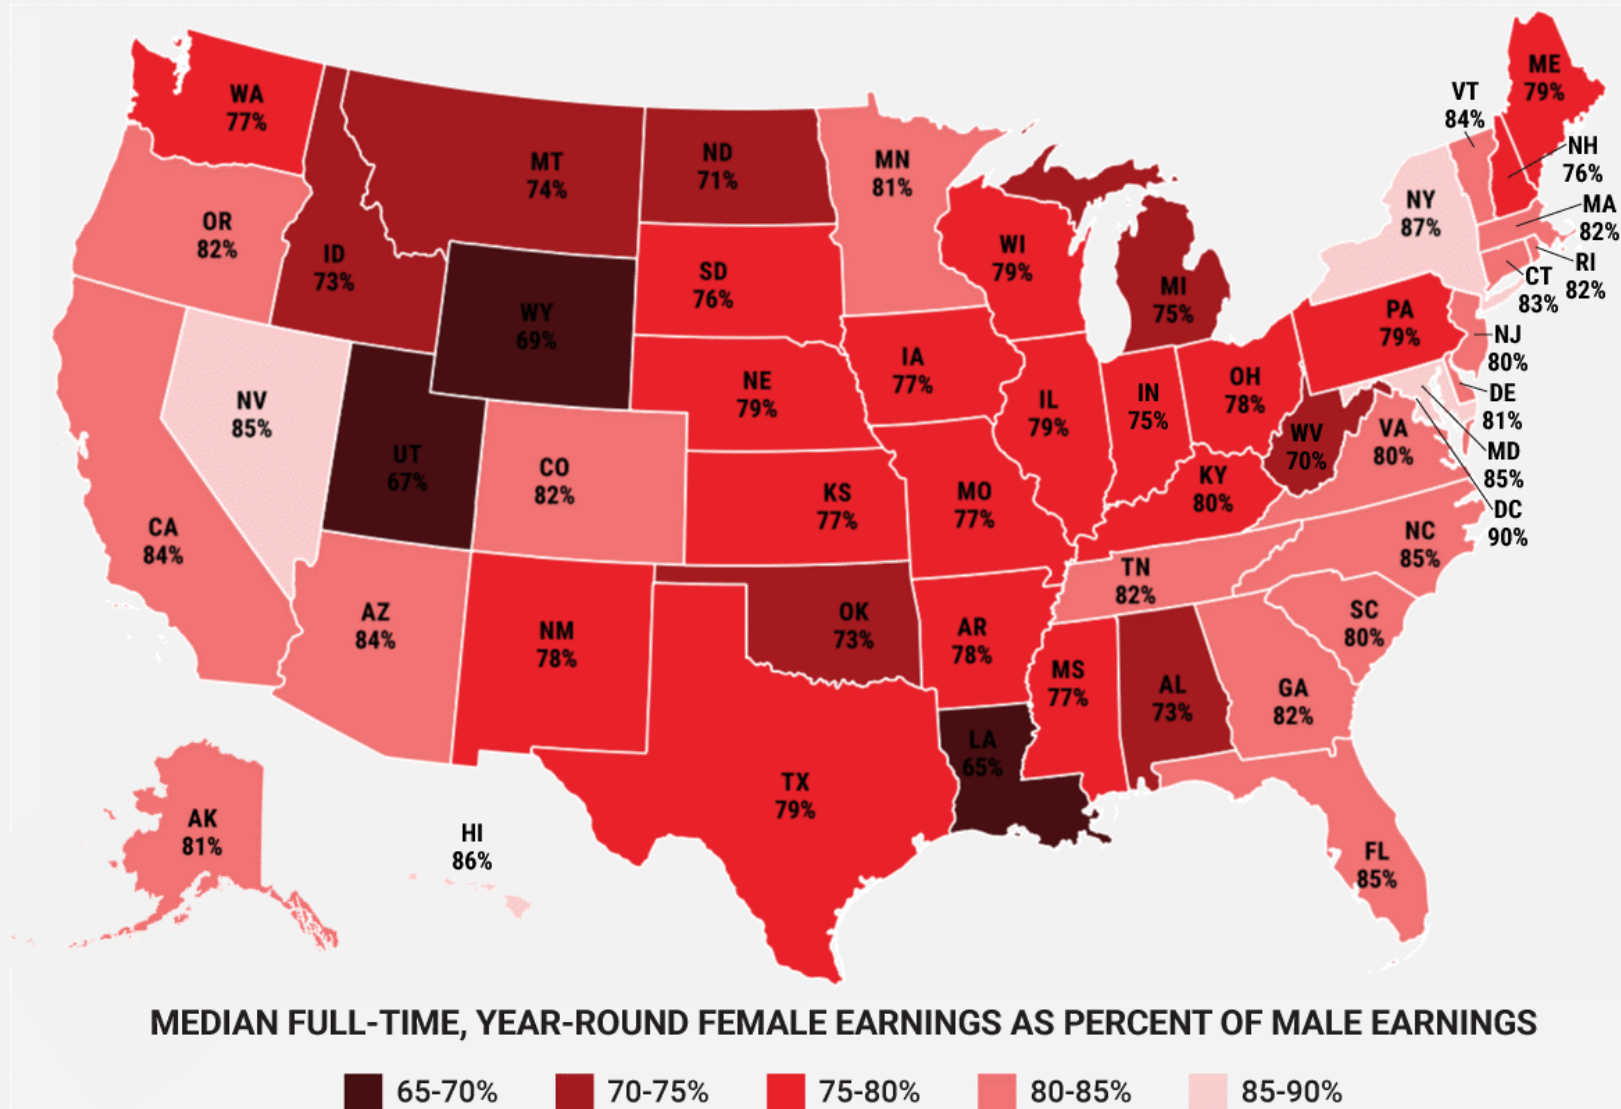 WA
77%
OR
82%
CA
84%
NV
85%
ID
73%
MT
74%
WY
69%
UT
67%
CO
82%
AZ
84%
NM
78%
ND
71%
SD
76%
NE
79%
KS
77%
OK
73%
TX
79%
MN
81%
IA
77%
MO
77%
AR
78%
LA
65%
WI
79%
IL
79%
MI
75%
IN
75%
OH
78%
KY
80%
TN
82%
MS
77%
AL
73%
GA
82%
FL
85%
SC
80%
NC
85%
VA
80%
WV
70%
PA
79%
NY
87%
VT
84%
ME
79%
NH
76%
MA
82%
RI
82%
CT
83%
NJ
80%
DE
81%
MD
85%
DC
90%
AK
81%
HI
86%
MEDIAN FULL-TIME, YEAR-ROUND FEMALE EARNINGS AS PERCENT OF MALE EARNINGS
65-70% 70-75% 75-80% 80-85% 85-90%